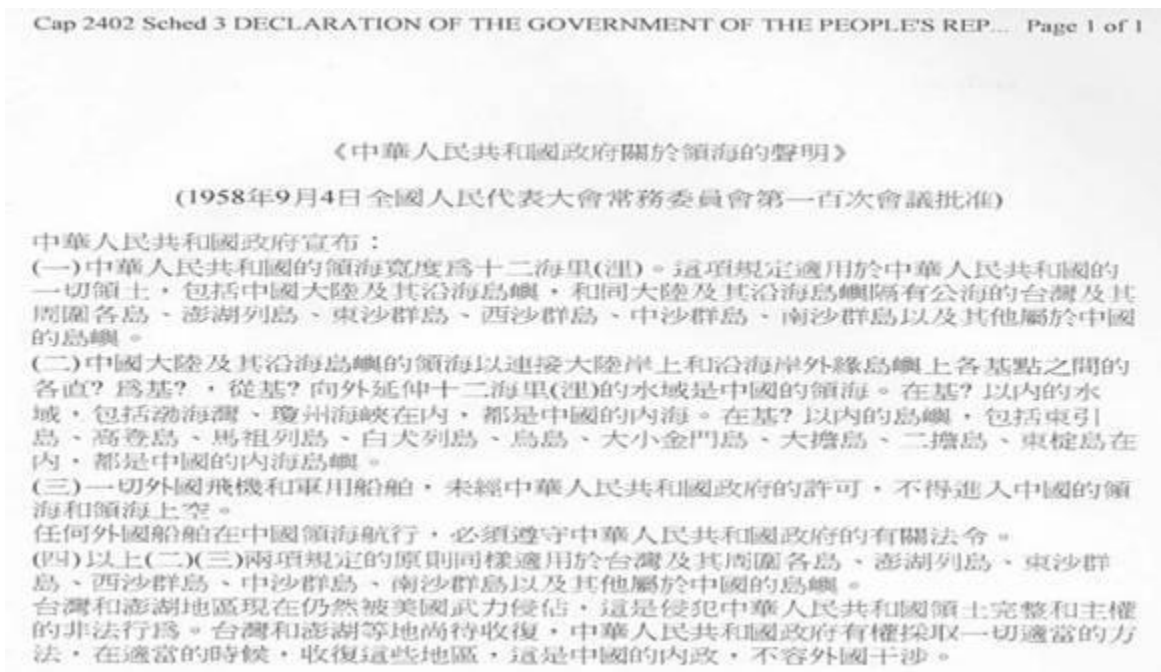 Cap 2402 Sched 3 DECLARATION OF THE GOVERNMENT OF THE PEOPLE'S REP... Page 1 of 1
《中華人民共和國政府關於領海的聲明》
(1958年9月4日全國人民代表大會常務委員會第一百次會議批准)
中華人民共和國政府宣布：
(一)中華人民共和國的領海寬度爲十二海里(浬)。這項規定適用於中華人民共和國的
一切領土，包括中國大陸及其沿海島嶼，和同大陸及其沿海島嶼隔有公海的台灣及其
周圍各島、澎湖列島、東沙群島、西沙群島、中沙群島、南沙群島以及其他屬於中國
的島嶼。
(二)中國大陸及其沿海島嶼的領海以連接大陸岸上和沿海岸外緣島嶼上各基點之間的
各直? 爲基? ，從基? 向外延伸十二海里(浬)的水域是中國的領海。在基? 以內的水
域，包括渤海灣、瓊州海峽在內，都是中國的內海。在基? 以內的島嶼，包括東引
島、高登島、馬祖列島、白犬列島、烏島、大小金門島、大擔島、二擔島、東椗島在
內，都是中國的內海島嶼。
(三)一切外國飛機和軍用船舶，未經中華人民共和國政府的許可，不得進入中國的領
海和領海上空。
任何外國船舶在中國領海航行，必須遵守中華人民共和國政府的有關法令。
(四)以上(二)(三)兩項規定的原則同樣適用於台灣及其周圍各島、澎湖列島、東沙群
島、西沙群島、中沙群島、南沙群島以及其他屬於中國的島嶼。
台灣和澎湖地區現在仍然被美國武力侵佔，這是侵犯中華人民共和國領土完整和主權
的非法行爲。台灣和澎湖等地尚待收復，中華人民共和國政府有權採取一切適當的方
法，在適當的時候，收復這些地區，這是中國的內政，不容外國干涉。